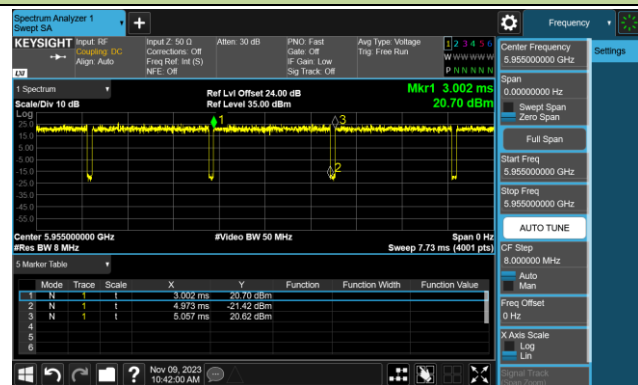 Spectrum Analyzer 1
Swept SA
Frequency
KEYSIGHT
Input: RF
Coupling: DC
Align: Auto
Input Z: 50 Ω
Corrections: Off
Freq Ref: Int (S)
NFE: Off
Atten: 30 dB
PNO: Fast
Gate: Off
IF Gain: Low
Sig Track: Off
Avg Type: Voltage
Trig: Free Run
1 2 3 4 5 6
W W W W W W
P N N N N N
LXI
1 Spectrum
Scale/Div 10 dB
Log
Ref Lvl Offset 24.00 dB
Ref Level 35.00 dBm
Mkr1 3.002 ms
20.70 dBm
25.0
15.0
5.00
-5.00
-15.0
-25.0
-35.0
-45.0
-55.0
1
3
2
Center 5.955000000 GHz
#Res BW 8 MHz
#Video BW 50 MHz
Span 0 Hz
Sweep 7.73 ms (4001 pts)
5 Marker Table
Mode Trace Scale X Y Function Function Width Function Value
1 N 1 t 3.002 ms 20.70 dBm
2 N 1 t 4.973 ms -21.42 dBm
3 N 1 t 5.057 ms 20.62 dBm
4
5
6
Nov 09, 2023
10:42:00 AM
Center Frequency
5.955000000 GHz
Settings
Span
0.00000000 Hz
Swept Span
Zero Span
Full Span
Start Freq
5.955000000 GHz
Stop Freq
5.955000000 GHz
AUTO TUNE
CF Step
8.000000 MHz
Auto
Man
Freq Offset
0 Hz
X Axis Scale
Log
Lin
Signal Track
(Span Zoom)